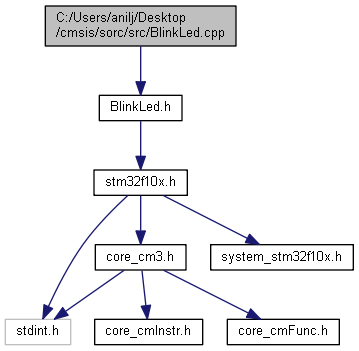 C:/Users/anilj/Desktop
/cmsis/sorc/src/BlinkLed.cpp
BlinkLed.h
stm32f10x.h
core_cm3.h
system_stm32f10x.h
stdint.h
core_cmInstr.h
core_cmFunc.h